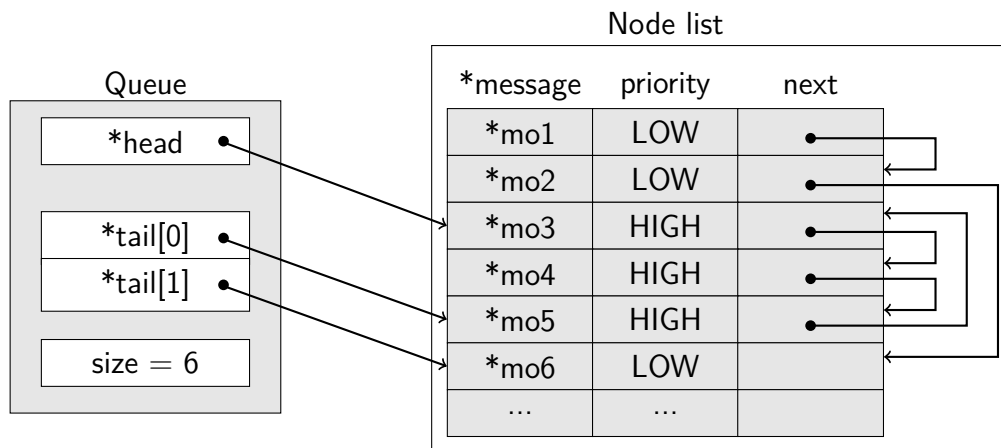 Node list
Queue
*message priority next
*head
*tail[0]
*tail[1]
size = 6
*mo1 LOW
*mo2 LOW
*mo3 HIGH
*mo4 HIGH
*mo5 HIGH
*mo6 LOW
... ...